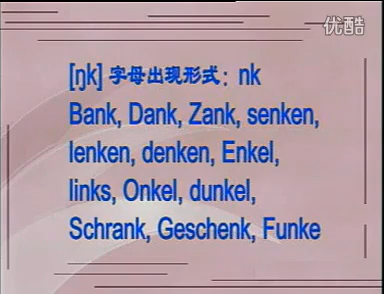 优酷
[ŋk] 字母出现形式: nk
Bank, Dank, Zank, senken,
lenken, denken, Enkel,
links, Onkel, dunkel,
Schrank, Geschenk, Funke